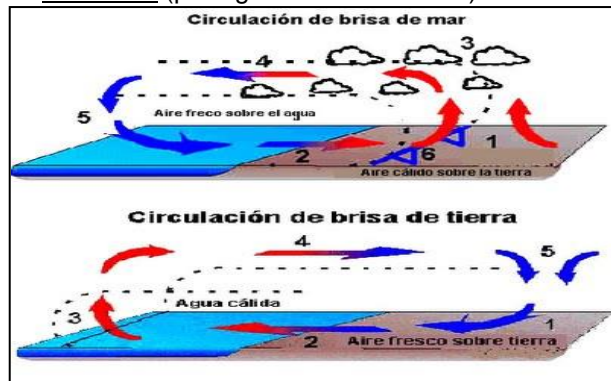 Circulación de brisa de mar
3
4
Aire freco sobre el agua
5
1
2
6
Aire cálido sobre la tierra
Circulación de brisa de tierra
4
5
Agua cálida
3
1
2
Aire fresco sobre tierra